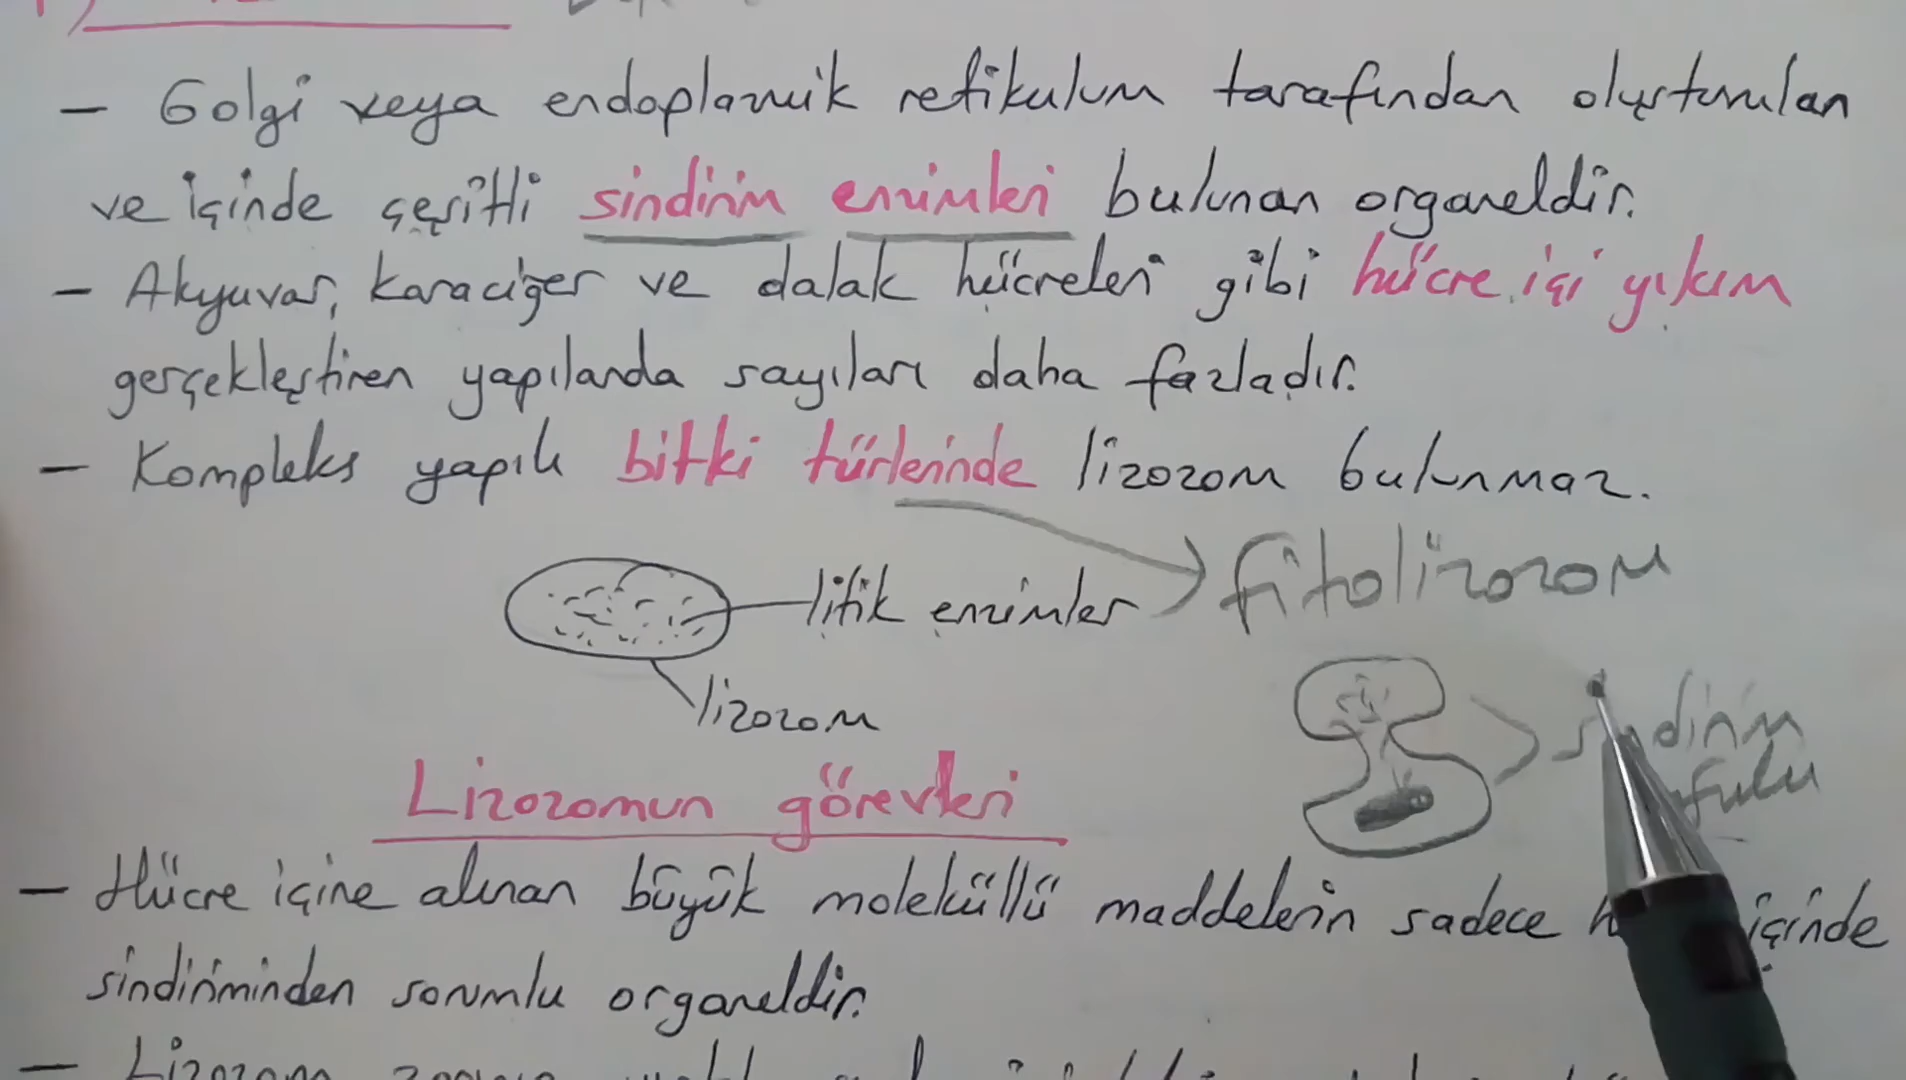 - Golgi veya endoplazmik retikulum tarafından oluşturulan
ve içinde çeşitli sindirim enzimleri bulunan organeldir.
- Akyuvar, karaciğer ve dalak hücreleri gibi hücre içi yıkım
gerçekleştiren yapılarda sayıları daha fazladır.
- Kompleks yapılı bitki türlerinde lizozom bulunmaz.
fitolizozom
litik enzimler
lizozom
sindirim
Lizozomun görevleri
- Hücre içine alınan büyük moleküllü maddelerin sadece içinde
sindiriminden sorumlu organeldir.
- Lizozom